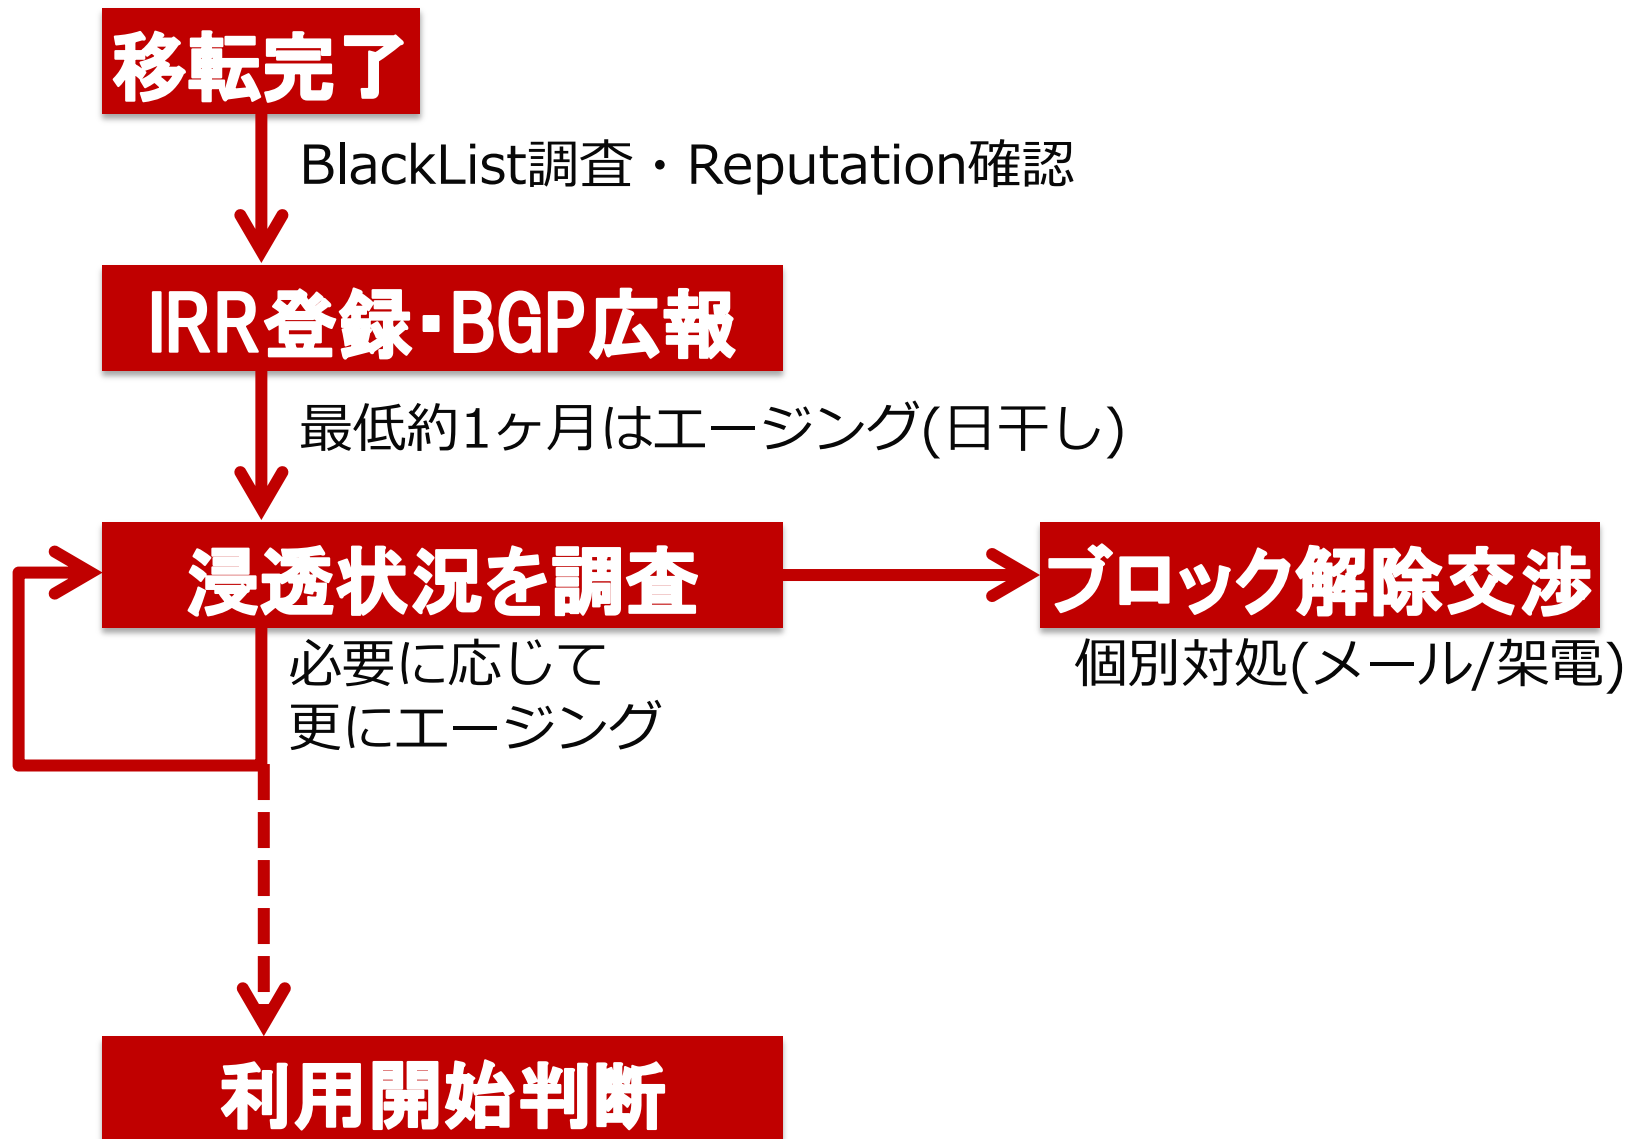 移転完了
BlackList調査・Reputation確認
IRR登録・BGP広報
最低約1ヶ月はエージング(日干し)
浸透状況を調査
ブロック解除交渉
必要に応じて
更にエージング
個別対処(メール/架電)
利用開始判断